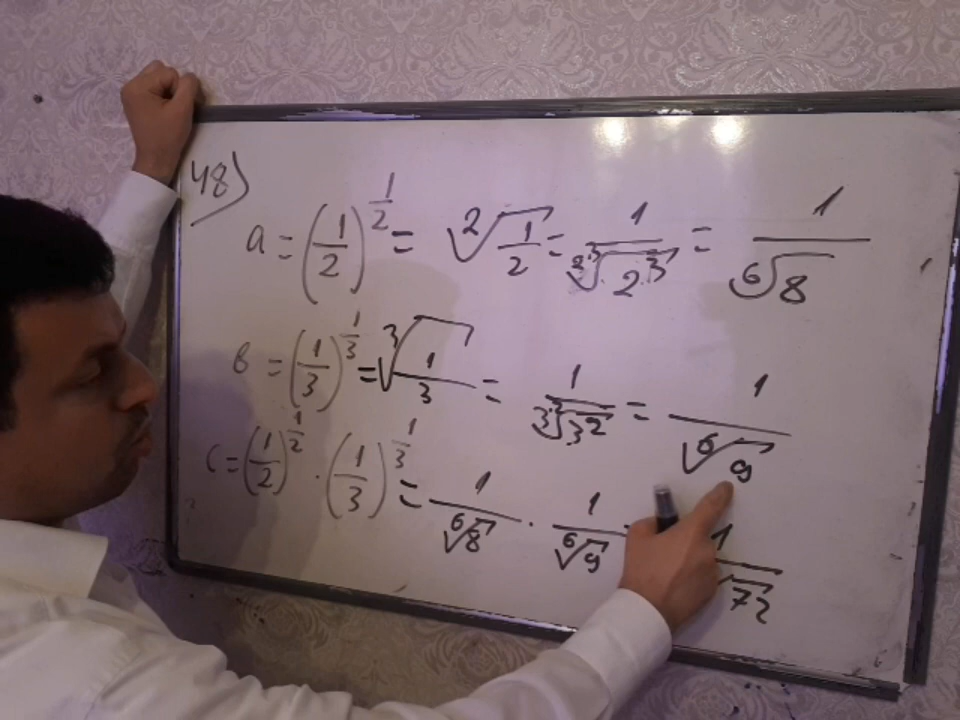 48)
a = (1/2)^(1/2) = ²√(1/2) = 1/(²√(³√(2³))) = 1/⁶√8
в = (1/3)^(1/3) = ³√(1/3) = 1/(³√(²√(3²))) = 1/⁶√9
c = (1/2)^(1/2) · (1/3)^(1/3) = 1/⁶√8 · 1/⁶√9 1/√72